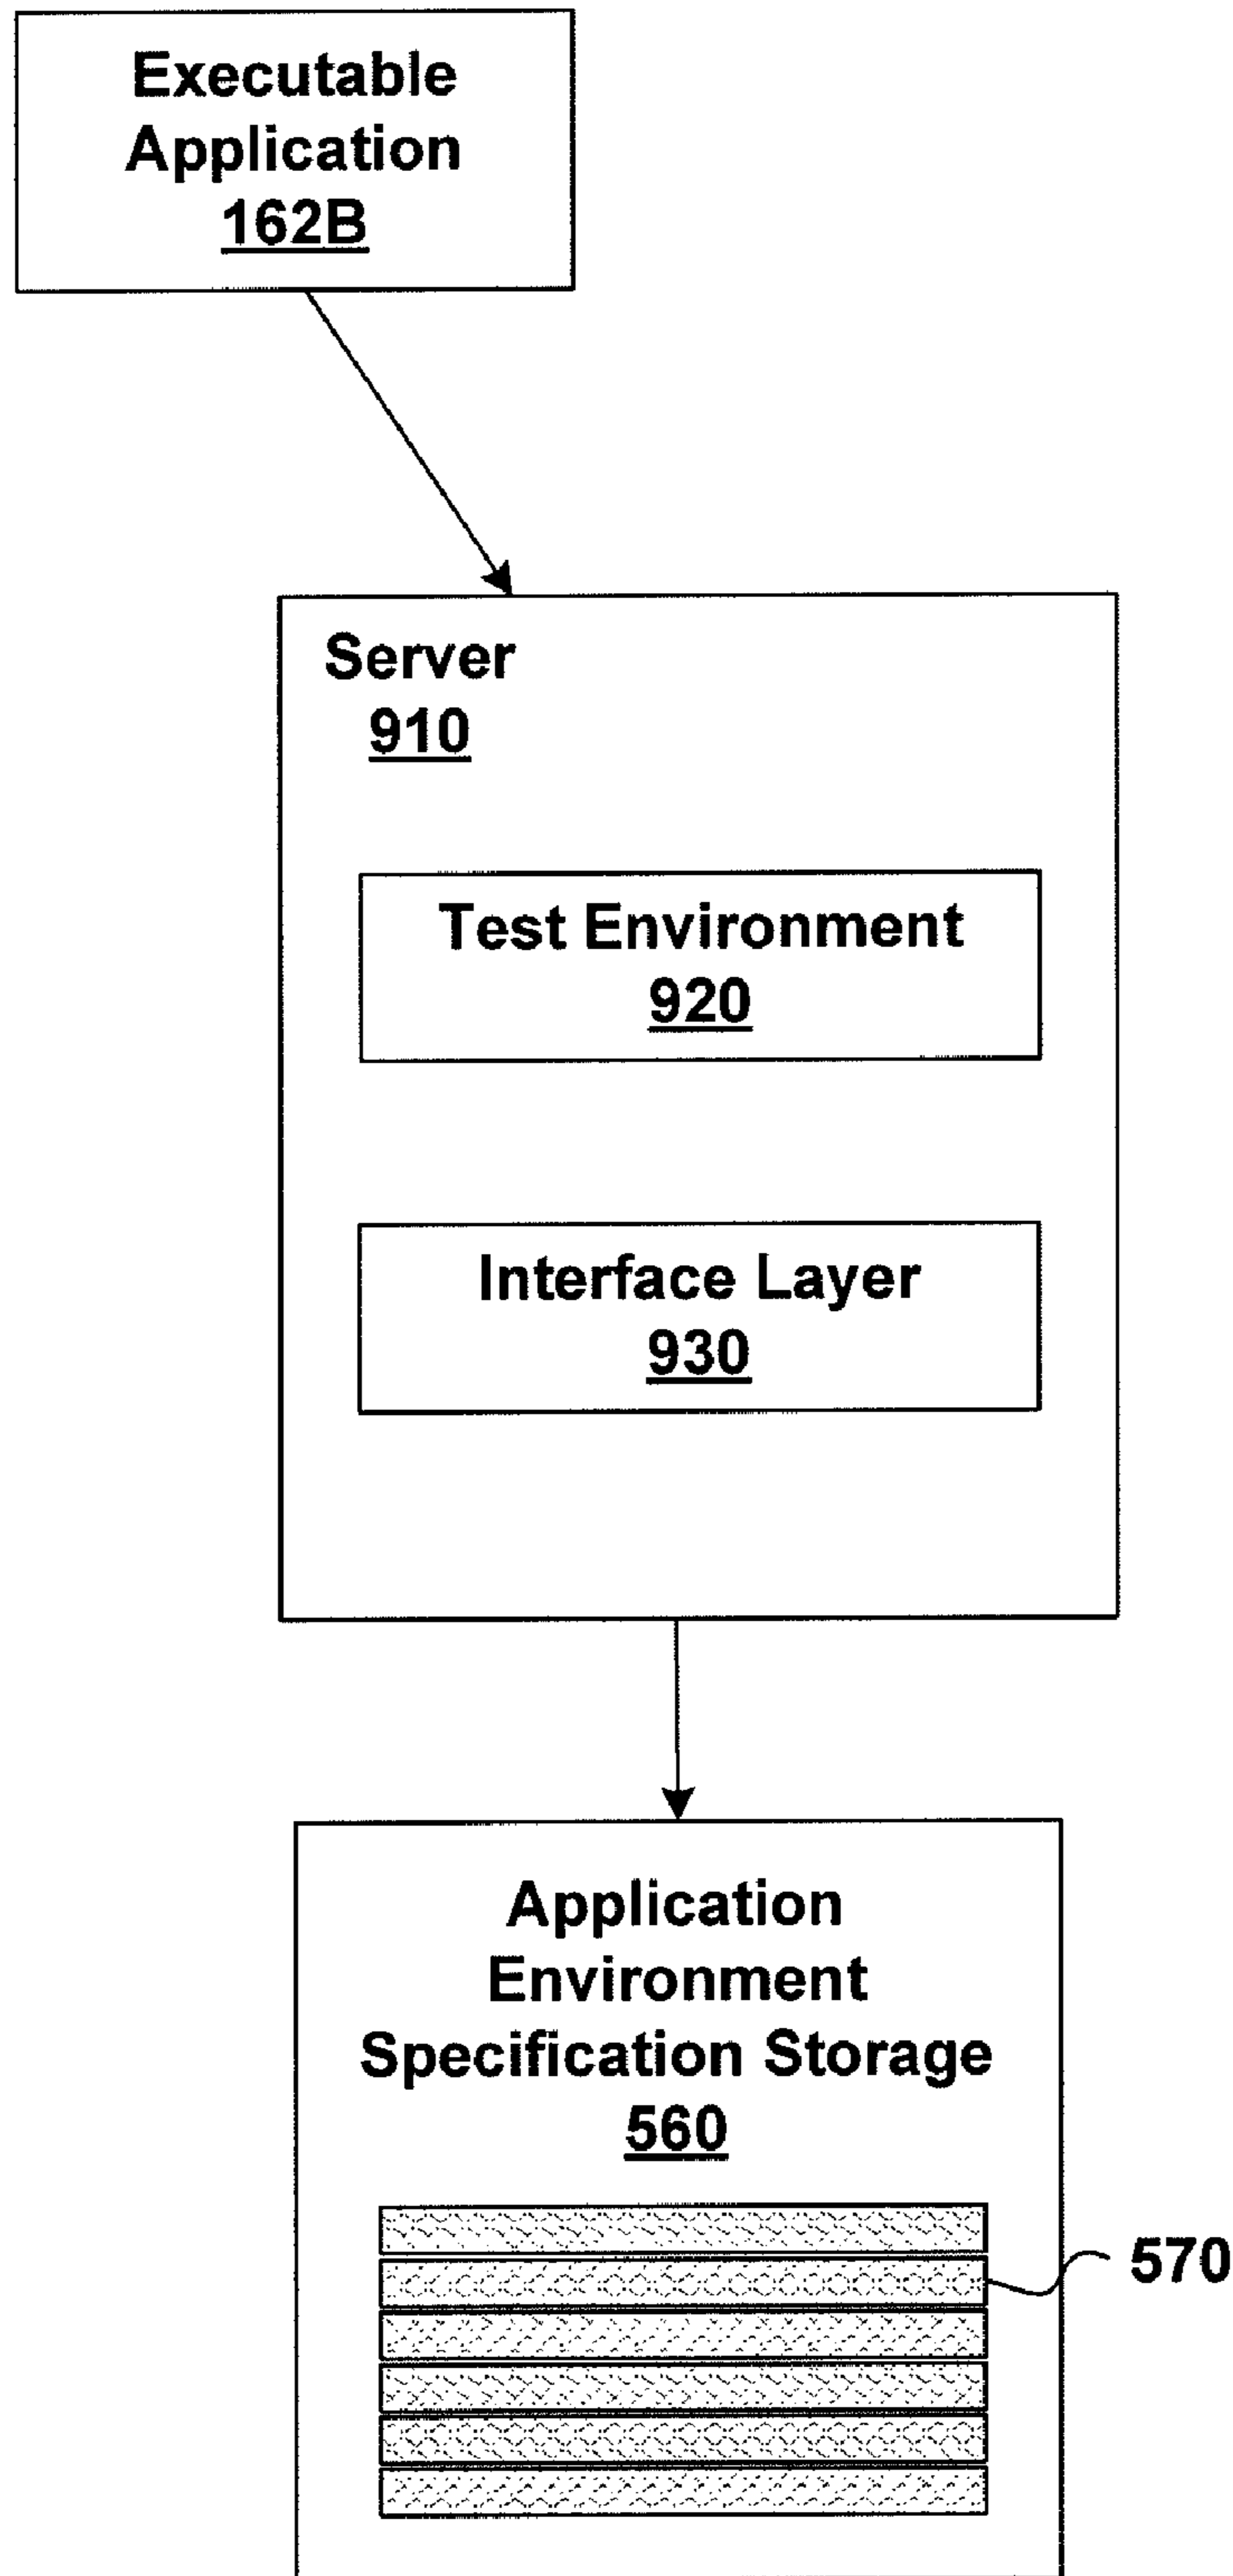 Executable
Application
162B
Server
910
Test Environment
920
Interface Layer
930
Application
Environment
Specification Storage
560
570